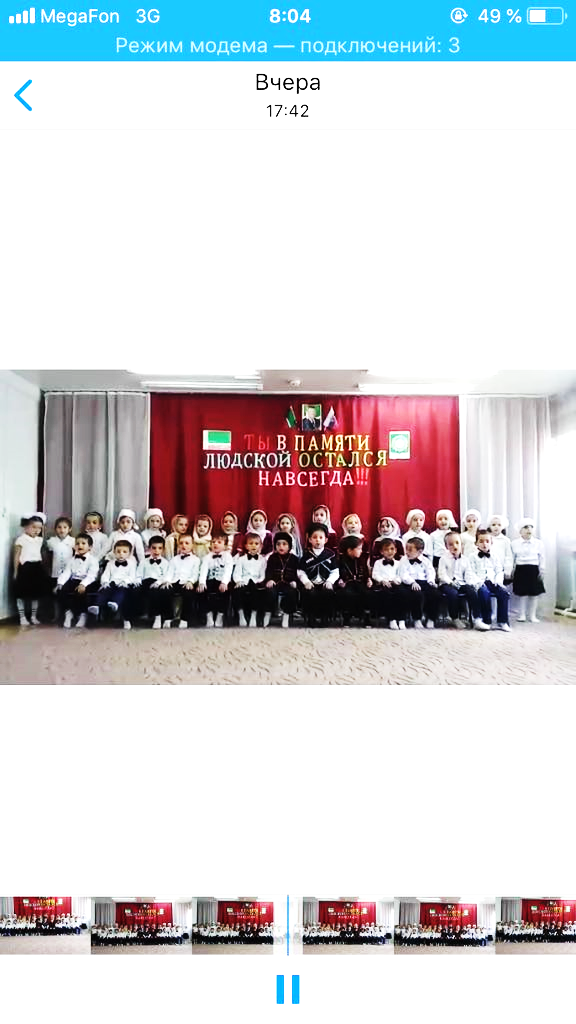 MegaFon 3G 8:04 49 %
Режим модема — подключений: 3
Вчера
17:42
ТЫ В ПАМЯТИ
ЛЮДСКОЙ ОСТАЛСЯ
НАВСЕГДА!!!